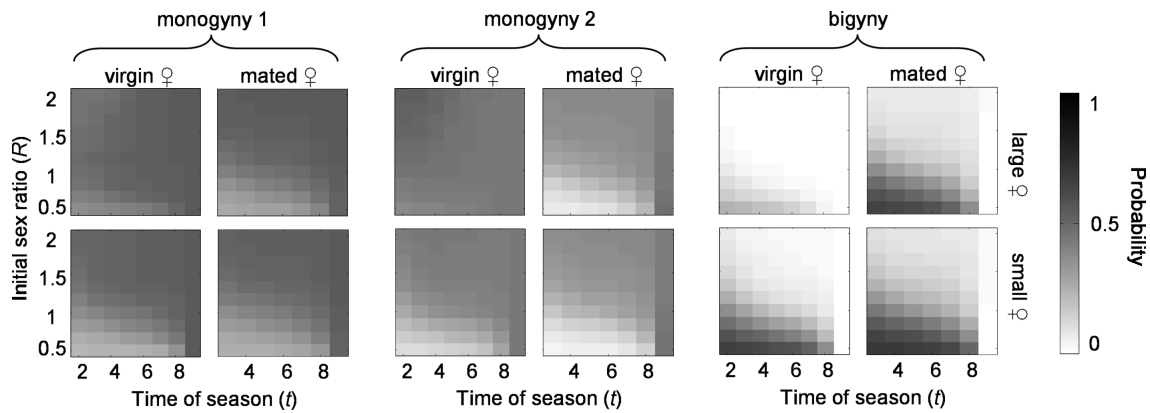 monogyny 1 monogyny 2 bigyny
virgin ♀ mated ♀ virgin ♀ mated ♀ virgin ♀ mated ♀
Initial sex ratio (R)
2
1.5
1
0.5
2
1.5
1
0.5
large ♀
small ♀
1
0.5
0
Probability
2 4 6 8 4 6 8 2 4 6 8 4 6 8 2 4 6 8 4 6 8
Time of season (t) Time of season (t) Time of season (t)